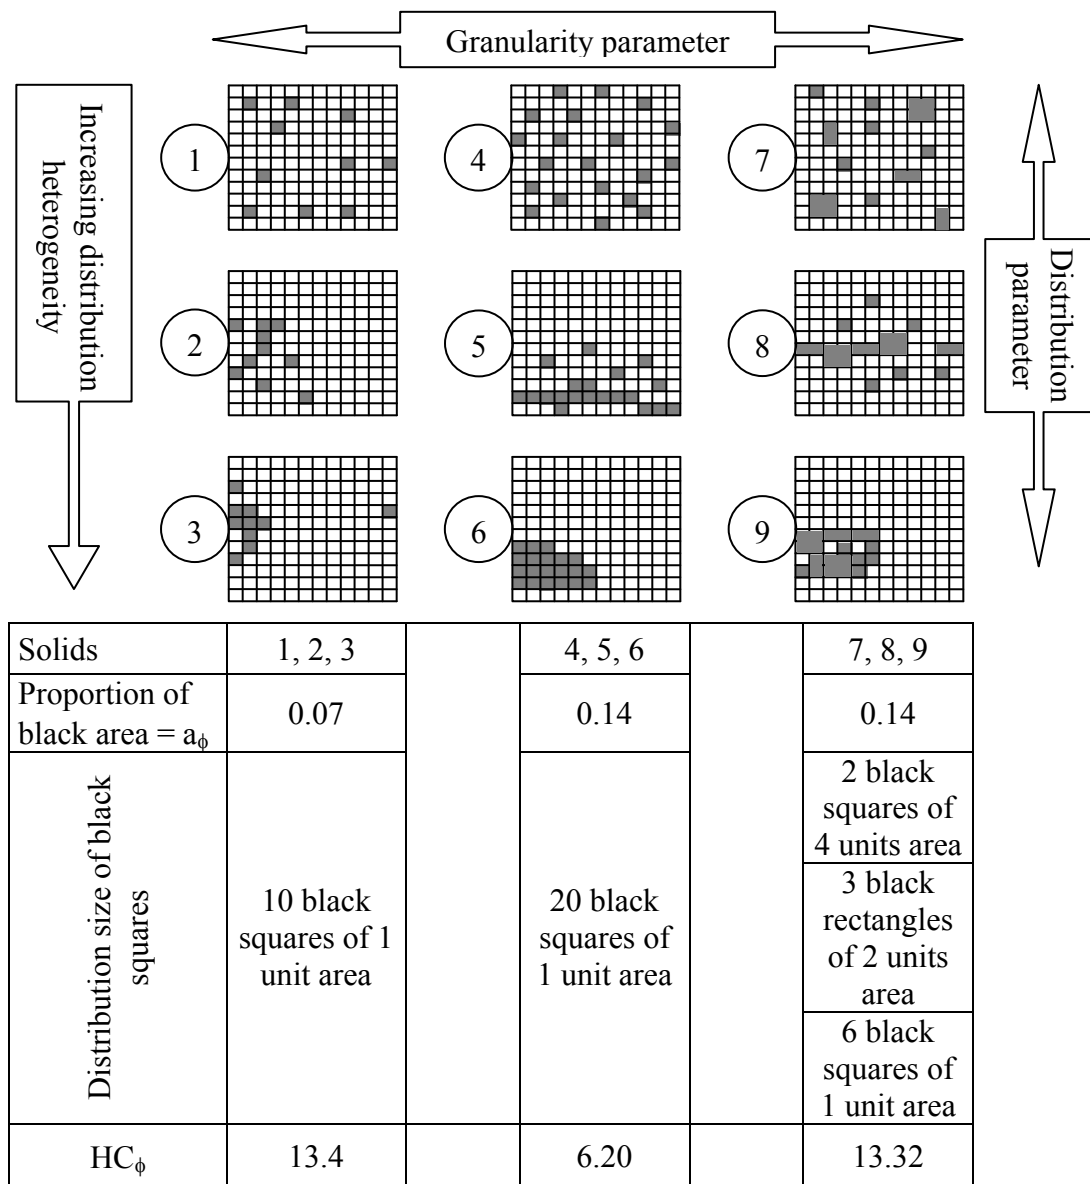 Granularity parameter
Increasing distribution
heterogeneity
1
4
7
Distribution
parameter
2
5
8
3
6
9
Solids
1, 2, 3
4, 5, 6
7, 8, 9
Proportion of
black area = aϕ
0.07
0.14
0.14
Distribution size of black
squares
10 black
squares of 1
unit area
20 black
squares of
1 unit area
2 black
squares of
4 units area
3 black
rectangles
of 2 units
area
6 black
squares of
1 unit area
HCϕ
13.4
6.20
13.32